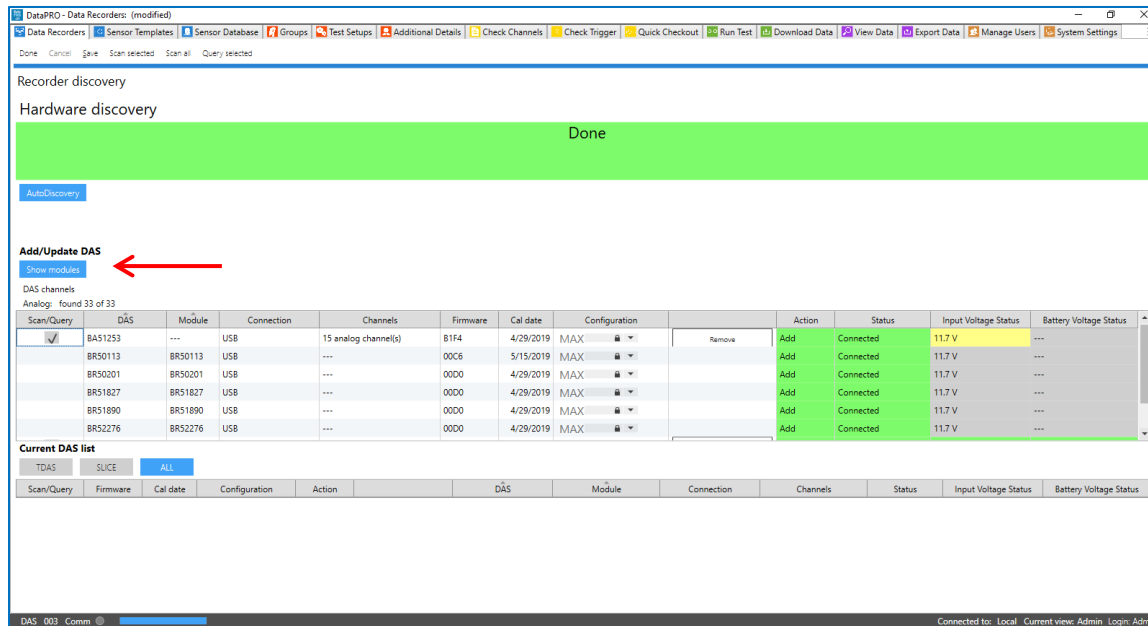 DataPRO - Data Recorders: (modified)
Data Recorders Sensor Templates Sensor Database Groups Test Setups Additional Details Check Channels Check Trigger Quick Checkout Run Test Download Data View Data Export Data Manage Users System Settings
Done Cancel Save Scan selected Scan all Query selected
Recorder discovery
Hardware discovery
Done
AutoDiscovery
Add/Update DAS
Show modules
DAS channels
Analog: found 33 of 33
Scan/Query DAS Module Connection Channels Firmware Cal date Configuration Action Status Input Voltage Status Battery Voltage Status
BA51253 --- USB 15 analog channel(s) B1F4 4/29/2019 MAX Remove Add Connected 11.7 V ---
BR50113 BR50113 USB --- 00C6 5/15/2019 MAX Add Connected 11.7 V ---
BR50201 BR50201 USB --- 00D0 4/29/2019 MAX Add Connected 11.7 V ---
BR51827 BR51827 USB --- 00D0 4/29/2019 MAX Add Connected 11.7 V ---
BR51890 BR51890 USB --- 00D0 4/29/2019 MAX Add Connected 11.7 V ---
BR52276 BR52276 USB --- 00D0 4/29/2019 MAX Add Connected 11.7 V ---
Current DAS list
TDAS SLICE ALL
Scan/Query Firmware Cal date Configuration Action DAS Module Connection Channels Status Input Voltage Status Battery Voltage Status
DAS 003 Comm Connected to: Local Current view: Admin Login: